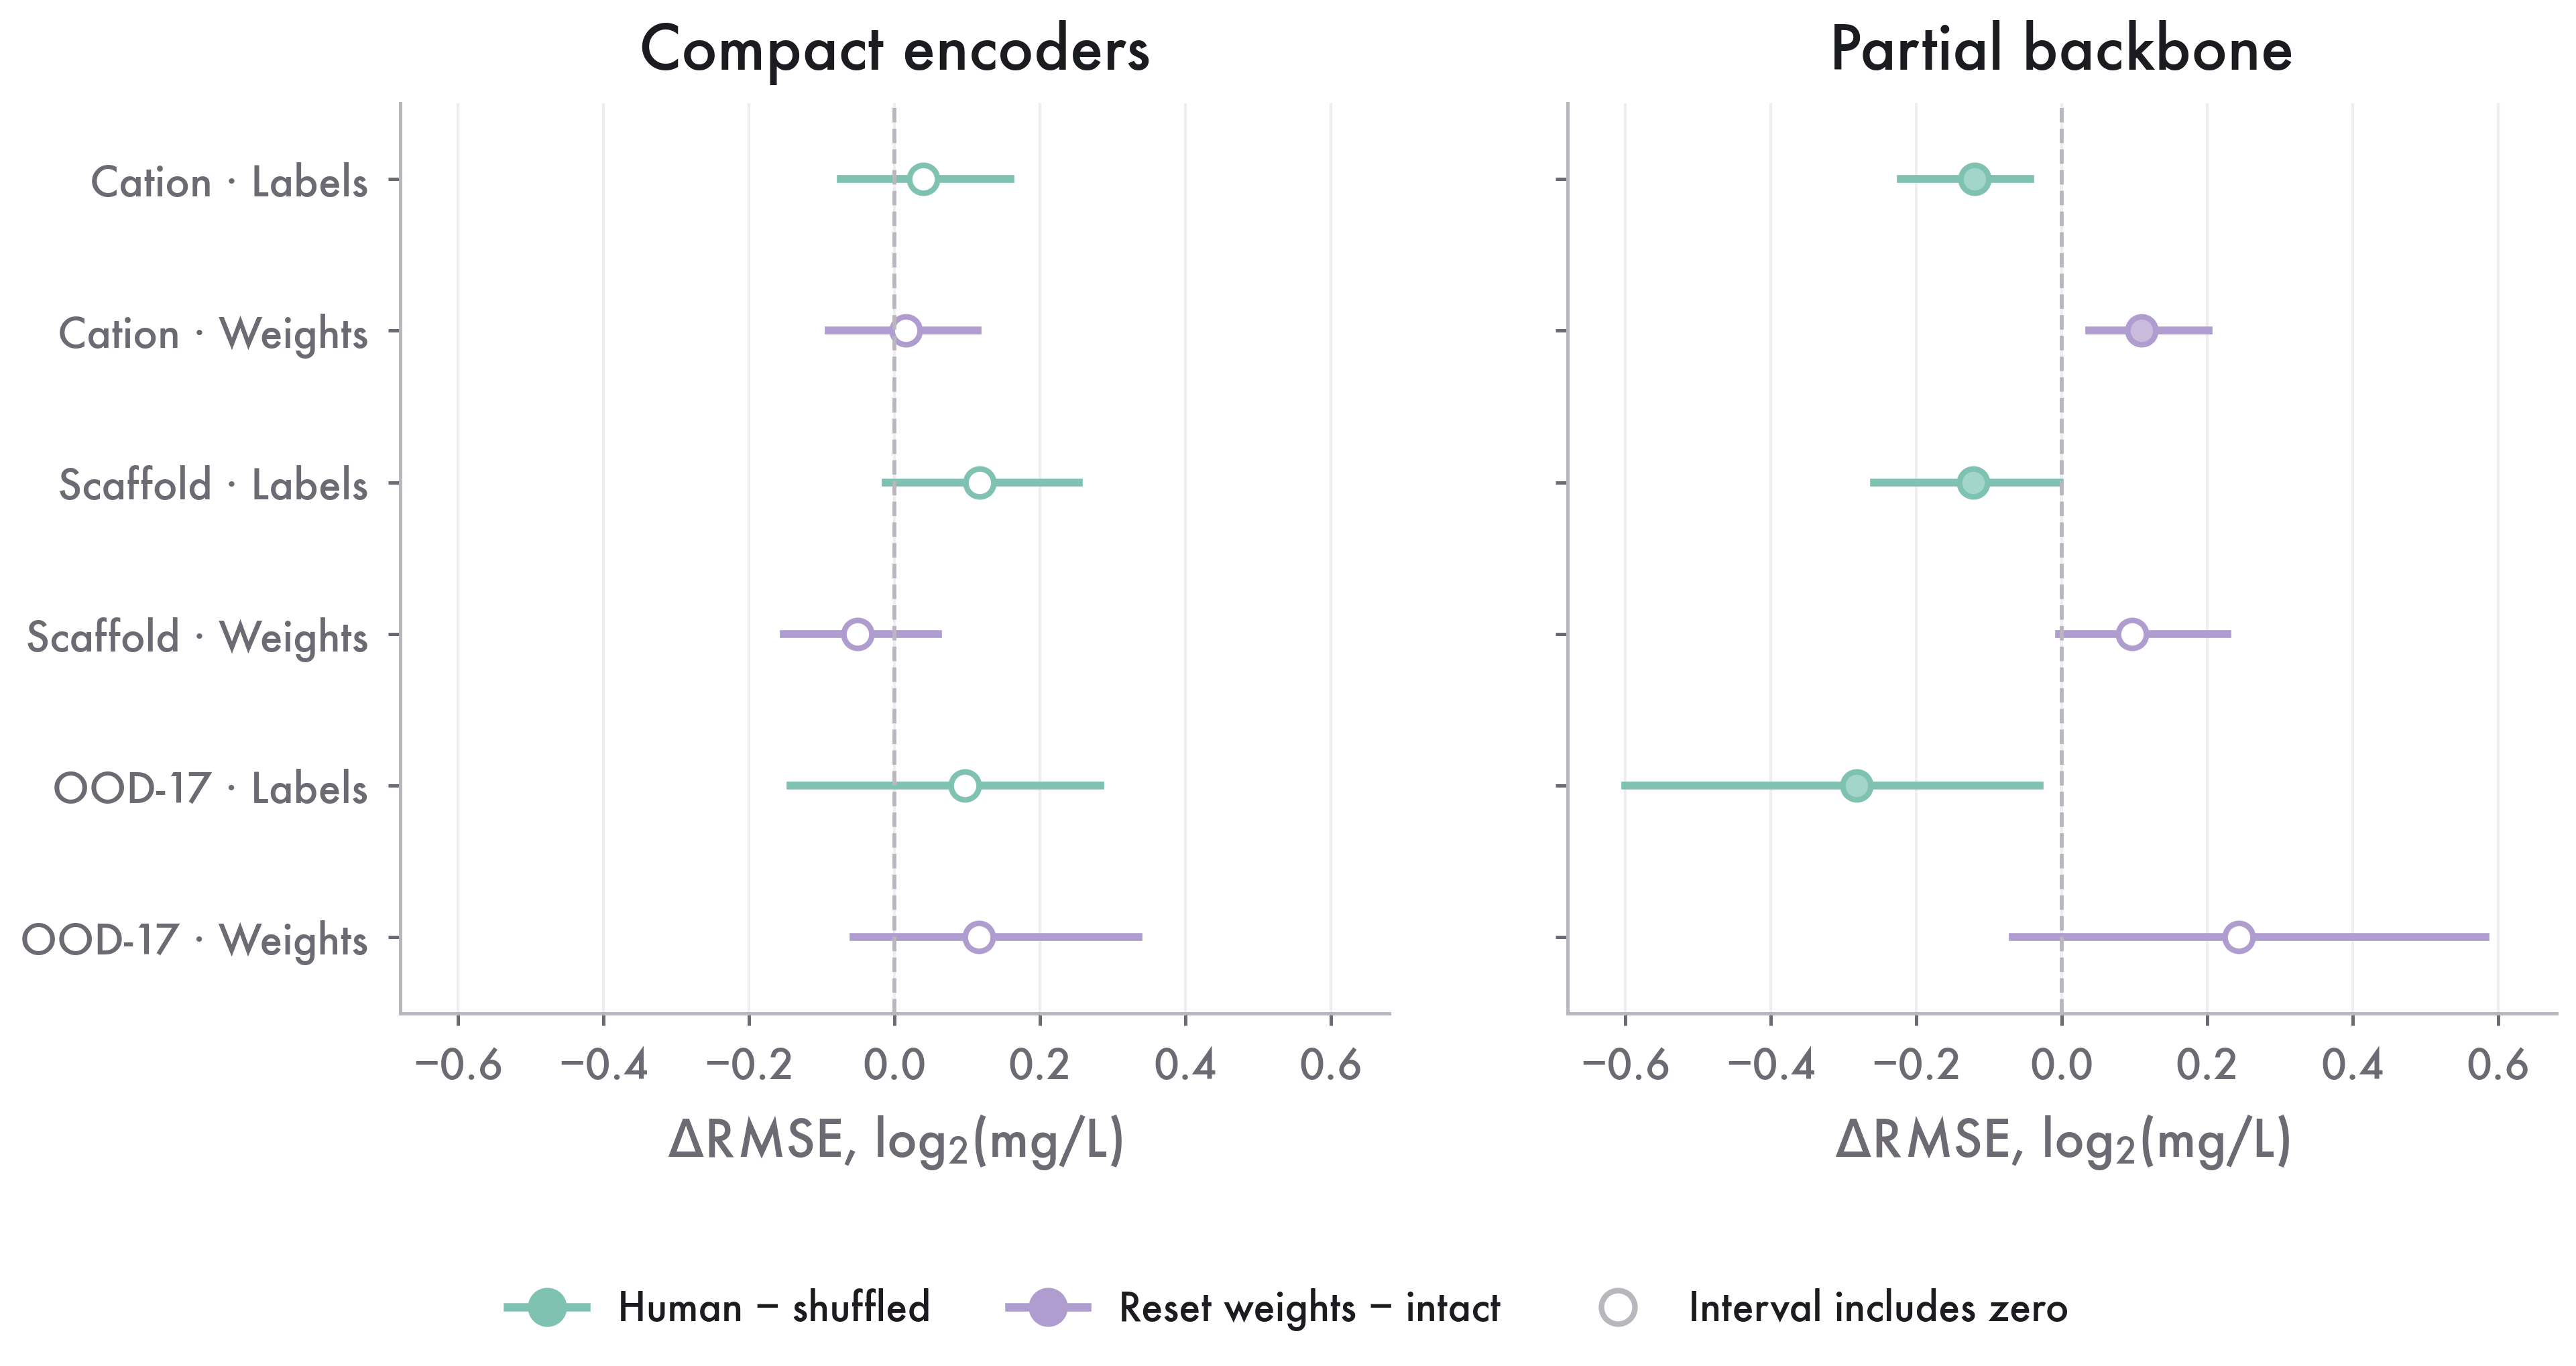 Compact encoders
Partial backbone
Cation · Labels
Cation · Weights
Scaffold · Labels
Scaffold · Weights
OOD-17 · Labels
OOD-17 · Weights
−0.6 −0.4 −0.2 0.0 0.2 0.4 0.6
−0.6 −0.4 −0.2 0.0 0.2 0.4 0.6
ΔRMSE, log₂(mg/L)
ΔRMSE, log₂(mg/L)
Human − shuffled
Reset weights − intact
Interval includes zero